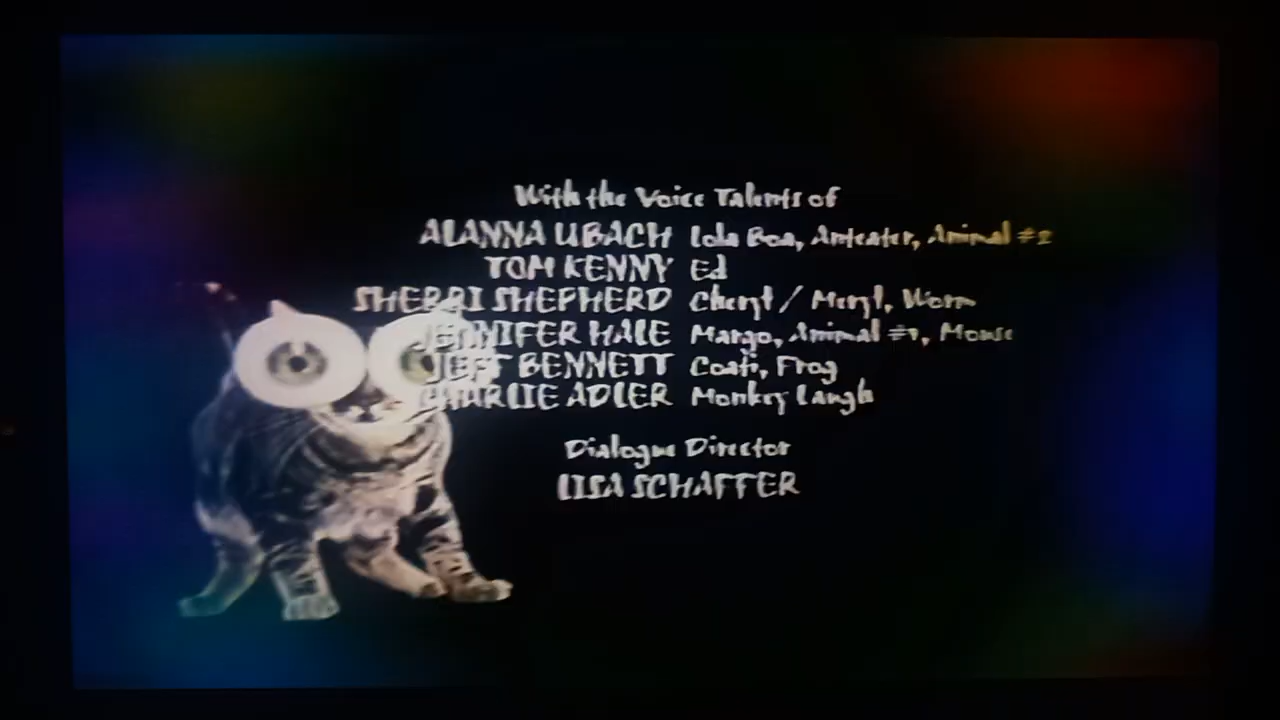 With the Voice Talents of
ALANNA UBACH Lola Boa, Anteater, Animal #2
TOM KENNY Ed
SHERRI SHEPHERD Cheryl / Meryl, Worm
JENNIFER HALE Margo, Animal #1, Mouse
JEFF BENNETT Coati, Frog
CHARLIE ADLER Monkey Laugh
Dialogue Director
LISA SCHAFFER